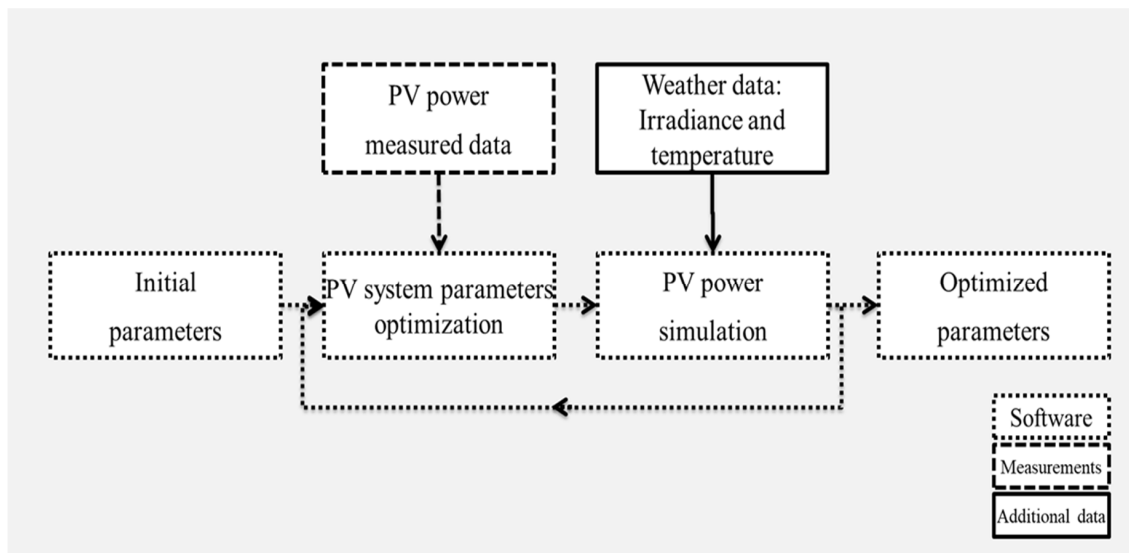 PV power
measured data
Weather data:
Irradiance and
temperature
Initial
parameters
PV system parameters
optimization
PV power
simulation
Optimized
parameters
Software
Measurements
Additional data